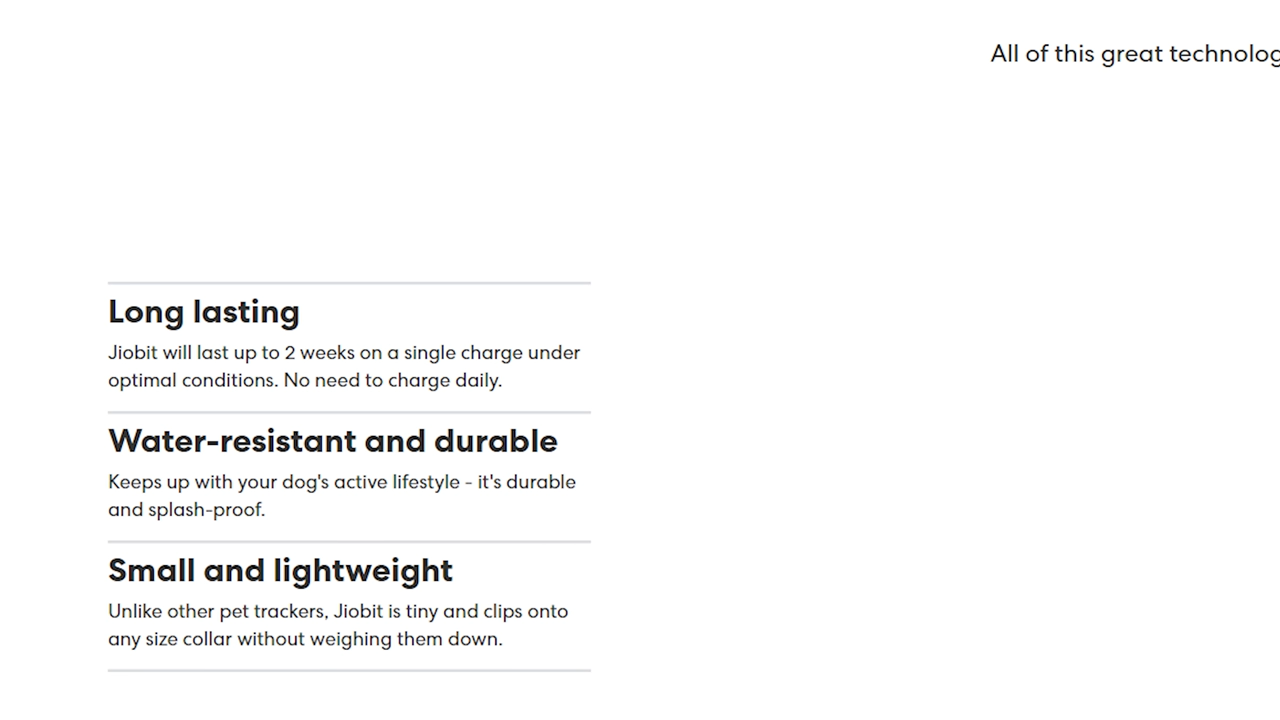 All of this great
Long lasting
Jiobit will last up to 2 weeks on a single charge under
optimal conditions. No need to charge daily.
Water-resistant and durable
Keeps up with your dog's active lifestyle - it's durable
and splash-proof.
Small and lightweight
Unlike other pet trackers, Jiobit is tiny and clips onto
any size collar without weighing them down.